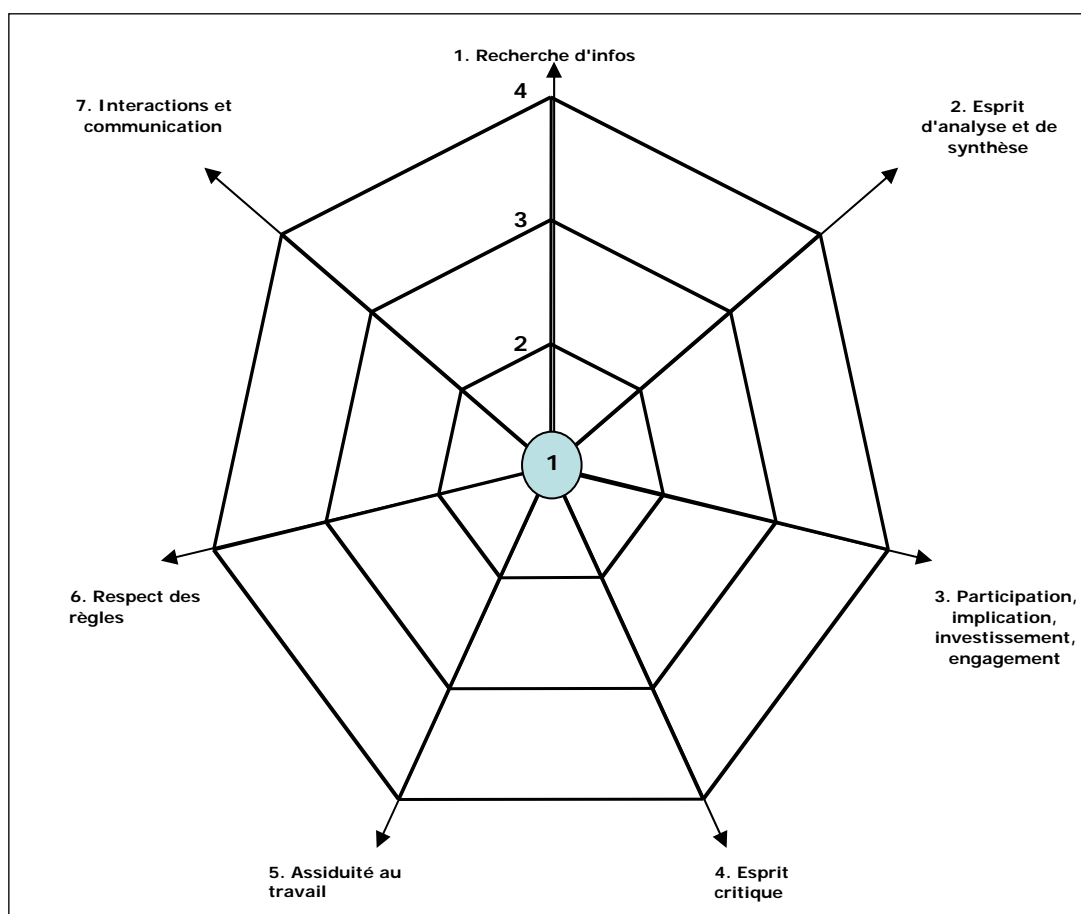 1. Recherche d'infos
4
7. Interactions et
communication
2. Esprit
d'analyse et de
synthèse
3
2
1
6. Respect des
règles
3. Participation,
implication,
investissement,
engagement
5. Assiduité au
travail
4. Esprit
critique